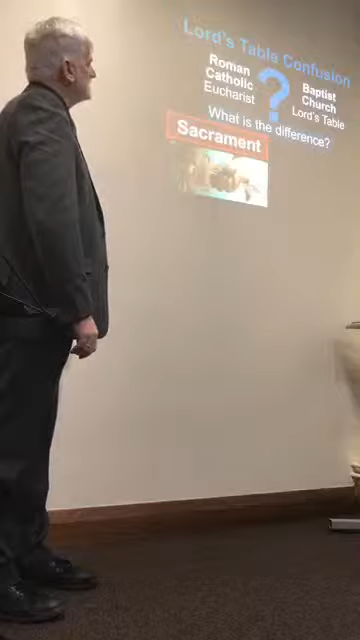 Lord's Table Confusion
Roman
Catholic
Eucharist
?
Baptist
Church
Lord's Table
What is the difference?
Sacrament